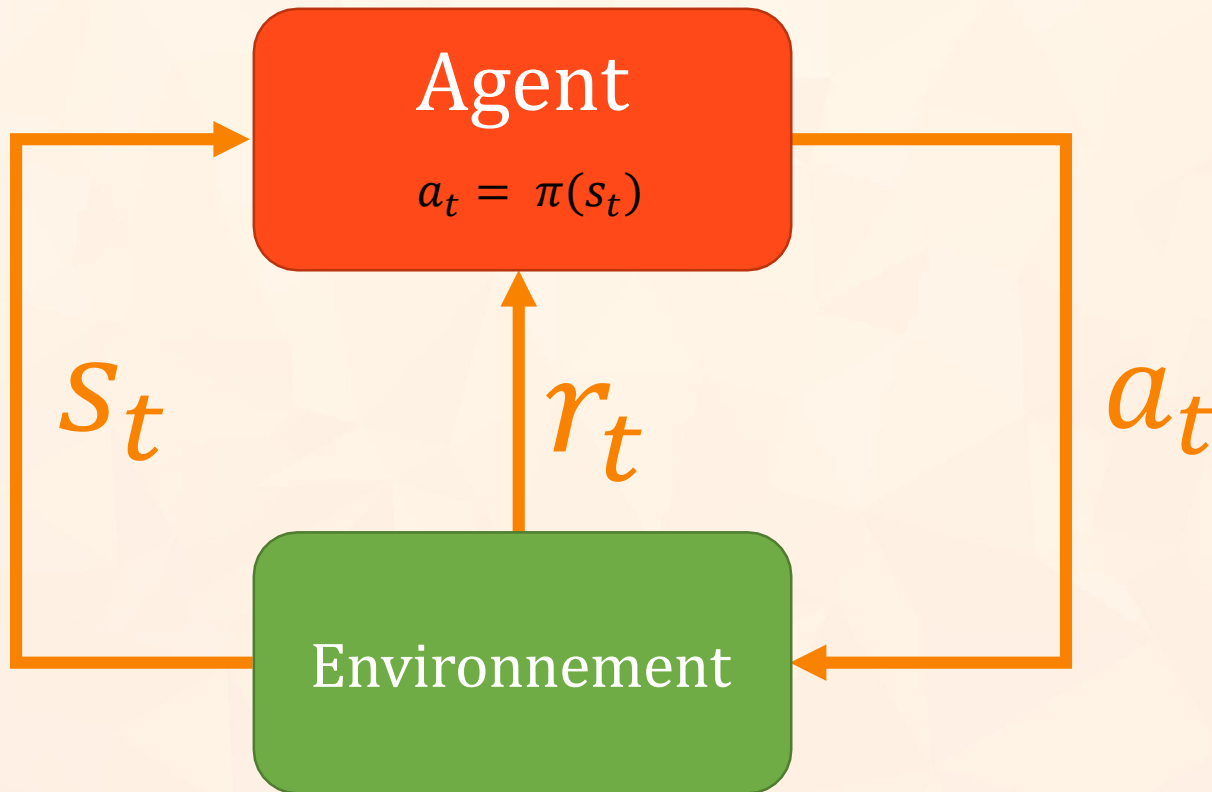 Agent
a_t = π(s_t)
s_t
r_t
a_t
Environnement